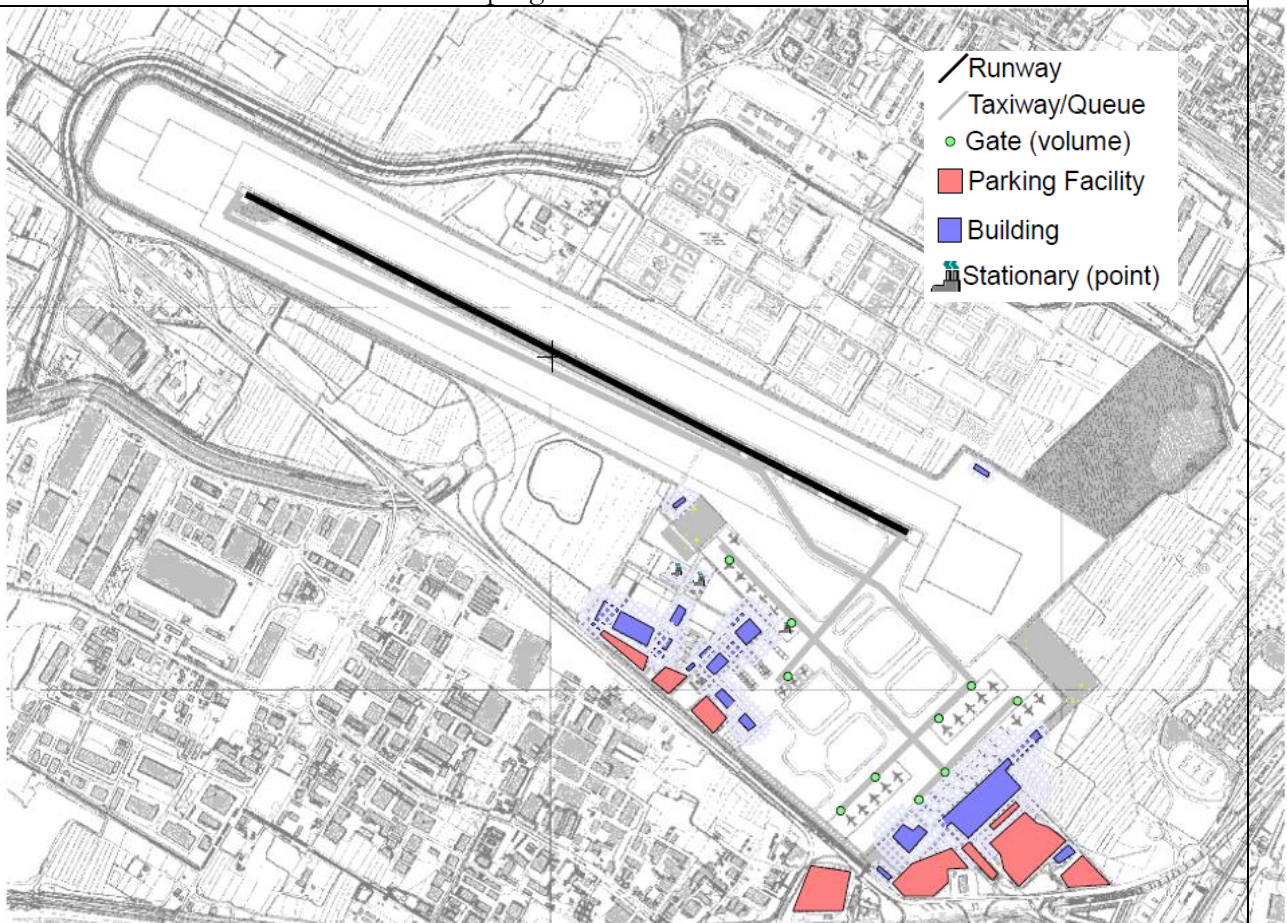 Runway
Taxiway/Queue
Gate (volume)
Parking Facility
Building
Stationary (point)